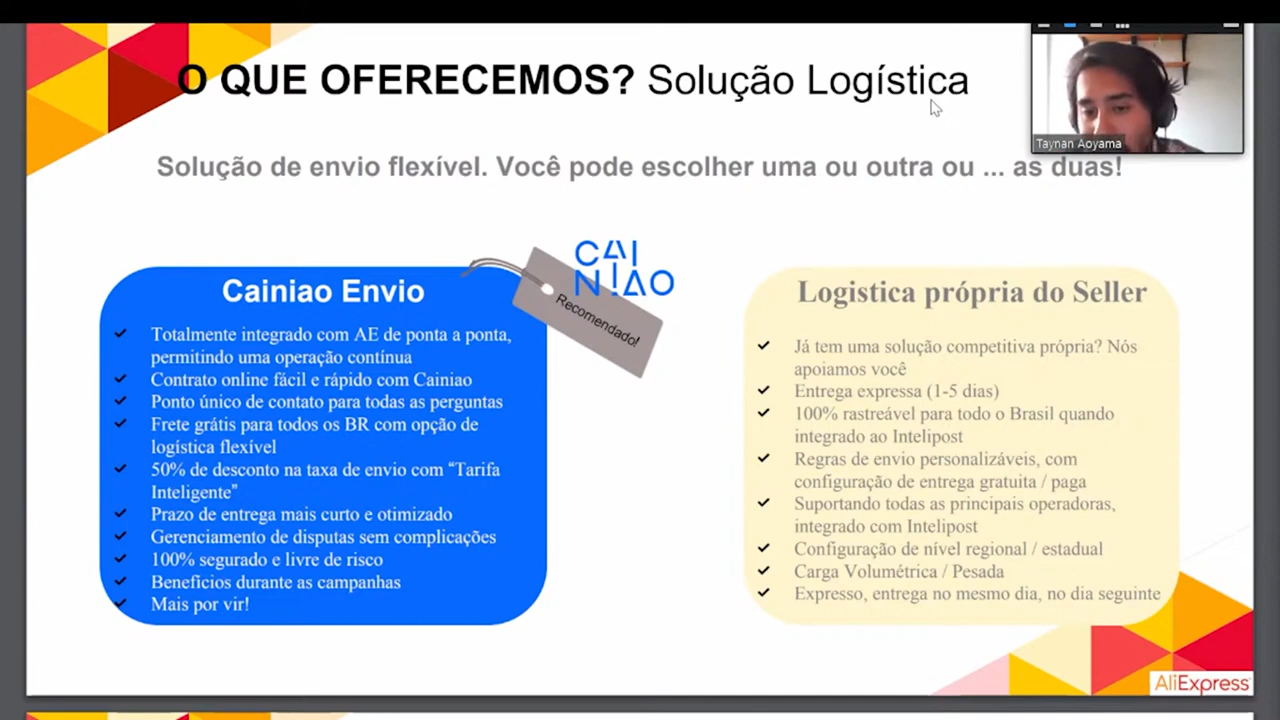 O QUE OFERECEMOS? Solução Logística
Taynan Aoyama
Solução de envio flexível. Você pode escolher uma ou outra ou ... as duas!
CAI
NIAO
Recomendado!
Cainiao Envio
Totalmente integrado com AE de ponta a ponta,
permitindo uma operação contínua
Contrato online fácil e rápido com Cainiao
Ponto único de contato para todas as perguntas
Frete grátis para todos os BR com opção de
logística flexível
50% de desconto na taxa de envio com “Tarifa
Inteligente”
Prazo de entrega mais curto e otimizado
Gerenciamento de disputas sem complicações
100% segurado e livre de risco
Benefícios durante as campanhas
Mais por vir!
Logistica própria do Seller
Já tem uma solução competitiva própria? Nós
apoiamos você
Entrega expressa (1-5 dias)
100% rastreável para todo o Brasil quando
integrado ao Intelipost
Regras de envio personalizáveis, com
configuração de entrega gratuita / paga
Suportando todas as principais operadoras,
integrado com Intelipost
Configuração de nível regional / estadual
Carga Volumétrica / Pesada
Expresso, entrega no mesmo dia, no dia seguinte
AliExpress